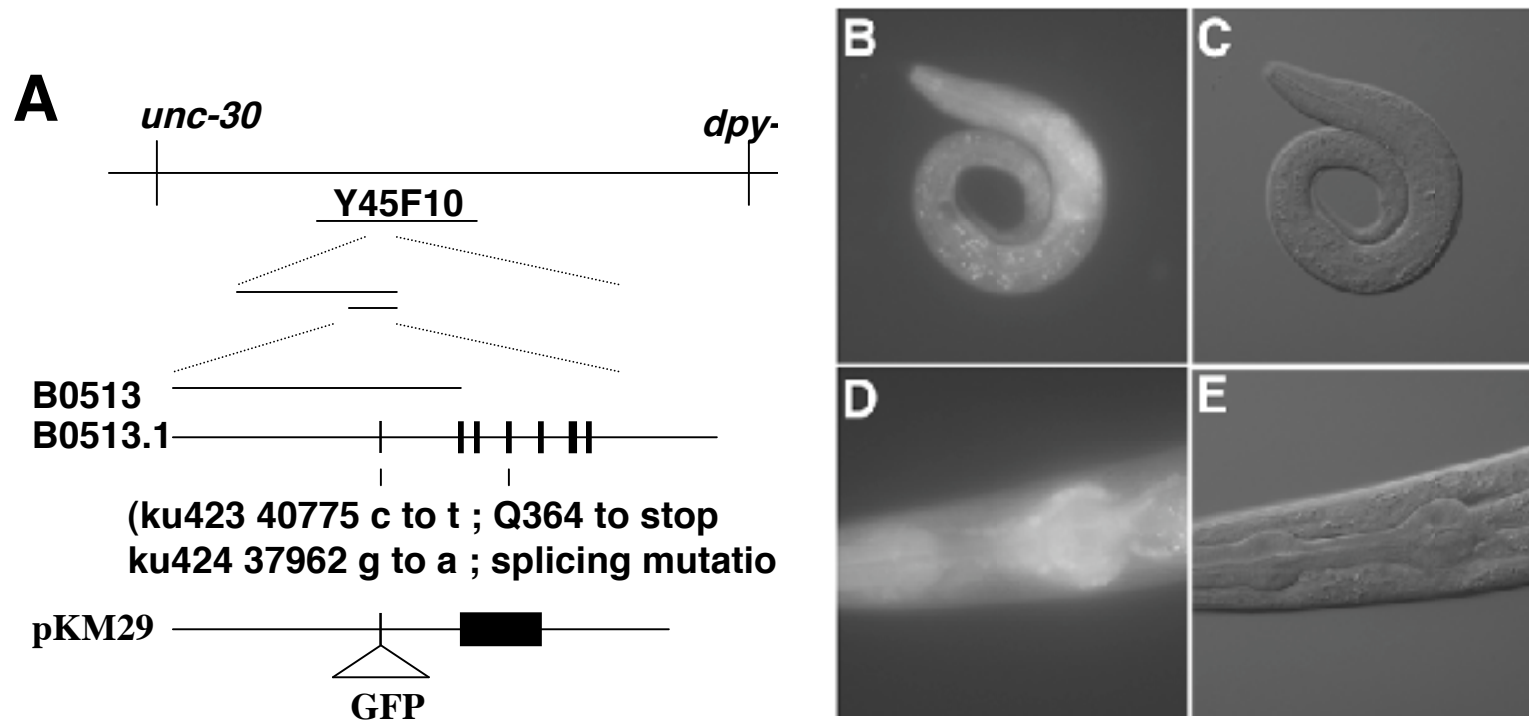 A
unc-30
dpy-
Y45F10
B0513
B0513.1
(ku423 40775 c to t ; Q364 to stop
ku424 37962 g to a ; splicing mutatio
pKM29
GFP
B
C
D
E